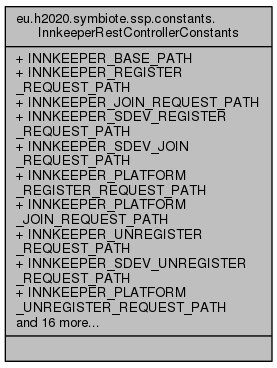 eu.h2020.symbiote.ssp.constants.
InnkeeperRestControllerConstants
+ INNKEEPER_BASE_PATH
+ INNKEEPER_REGISTER
_REQUEST_PATH
+ INNKEEPER_JOIN_REQUEST_PATH
+ INNKEEPER_SDEV_REGISTER
_REQUEST_PATH
+ INNKEEPER_SDEV_JOIN
_REQUEST_PATH
+ INNKEEPER_PLATFORM
_REGISTER_REQUEST_PATH
+ INNKEEPER_PLATFORM
_JOIN_REQUEST_PATH
+ INNKEEPER_UNREGISTER
_REQUEST_PATH
+ INNKEEPER_SDEV_UNREGISTER
_REQUEST_PATH
+ INNKEEPER_PLATFORM
_UNREGISTER_REQUEST_PATH
and 16 more...